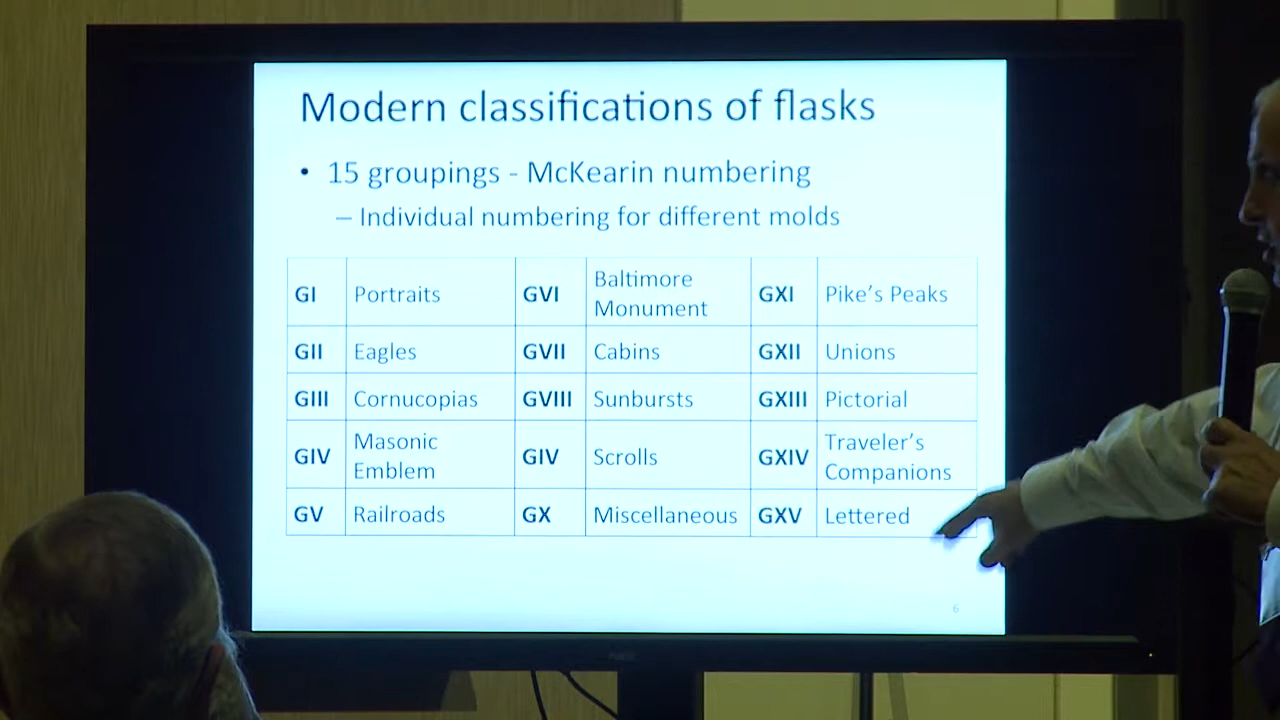 Modern classifications of flasks
• 15 groupings - McKearin numbering
– Individual numbering for different molds
GI Portraits GVI Baltimore Monument GXI Pike's Peaks
GII Eagles GVII Cabins GXII Unions
GIII Cornucopias GVIII Sunbursts GXIII Pictorial
GIV Masonic Emblem GIV Scrolls GXIV Traveler's Companions
GV Railroads GX Miscellaneous GXV Lettered
6